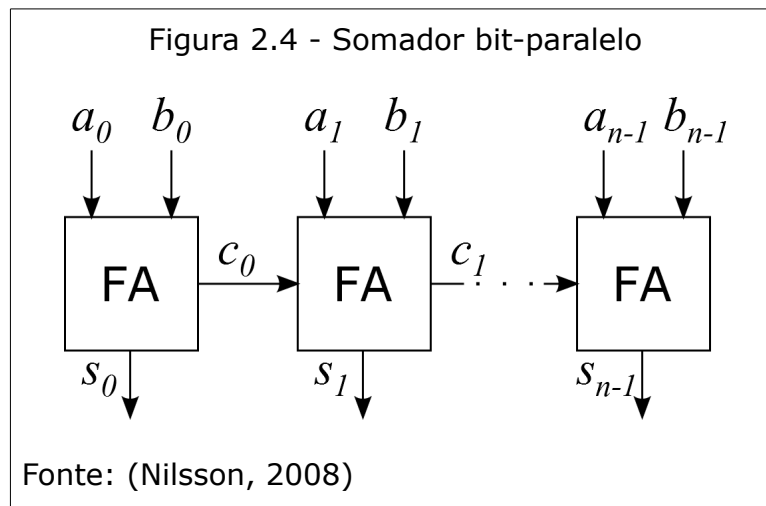 Figura 2.4 - Somador bit-paralelo
a₀ b₀ a₁ b₁ aₙ₋₁ bₙ₋₁
FA c₀ FA c₁ . . . FA
s₀ s₁ sₙ₋₁
Fonte: (Nilsson, 2008)